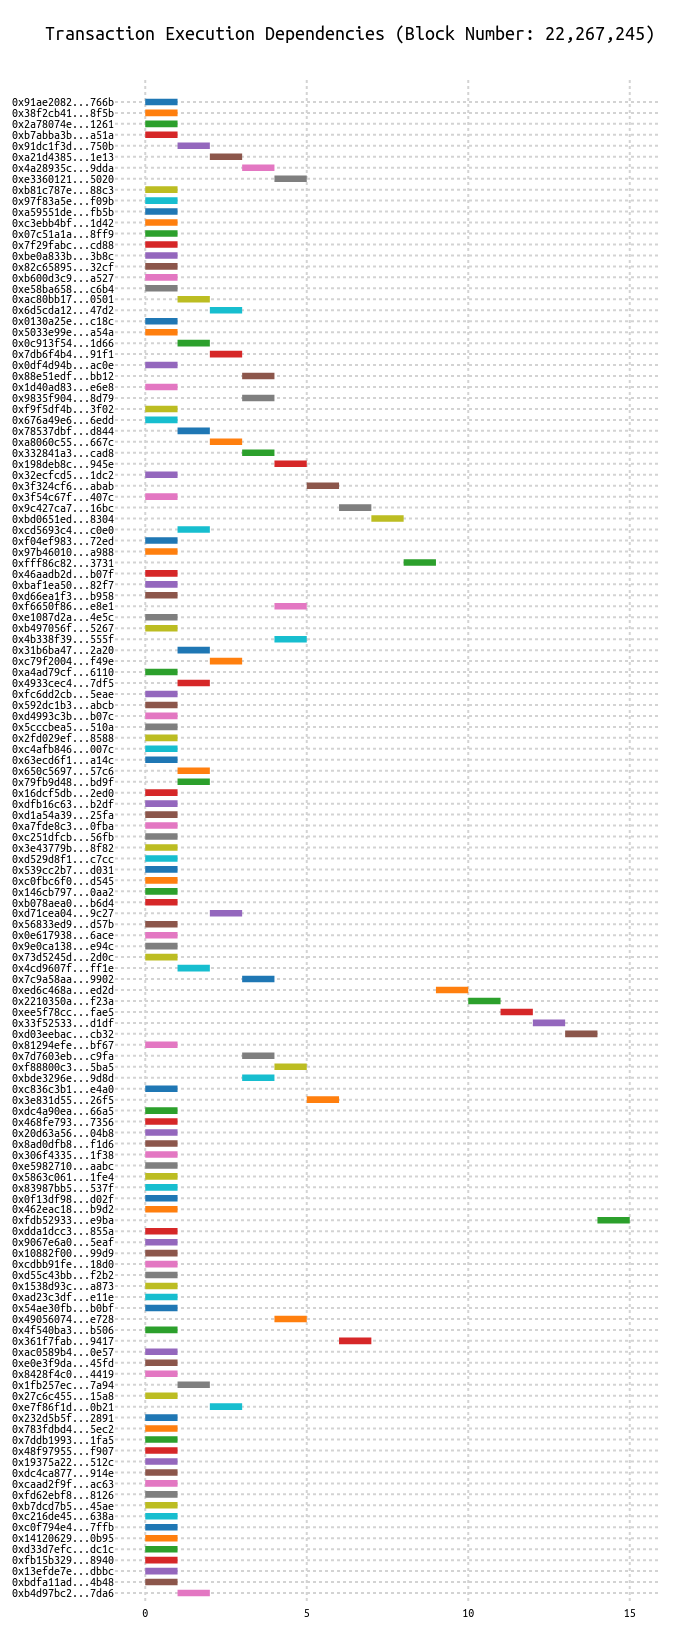 Transaction Execution Dependencies (Block Number: 22,267,245)
0x91ae2082...766b
0x38f2cb41...8f5b
0x2a78074e...1261
0xb7abba3b...a51a
0x91dc1f3d...750b
0xa21d4385...1e13
0x4a28935c...9dda
0xe3360121...5020
0xb81c787e...88c3
0x97f83a5e...f09b
0xa59551de...fb5b
0xc3ebb4bf...1d42
0x07c51a1a...8ff9
0x7f29fabc...cd88
0xbe0a833b...3b8c
0x82c65895...32cf
0xb600d3c9...a527
0xe58ba658...c6b4
0xac80bb17...0501
0x6d5cda12...47d2
0x0130a25e...c18c
0x5033e99e...a54a
0x0c913f54...1d66
0x7db6f4b4...91f1
0x0df4d94b...ac0e
0x88e51edf...bb12
0x1d40ad83...e6e8
0x9835f904...8d79
0xf9f5df4b...3f02
0x676a49e6...6edd
0x78537dbf...d844
0xa8060c55...667c
0x332841a3...cad8
0x198deb8c...945e
0x32ecfcd5...1dc2
0x3f324cf6...abab
0x3f54c67f...407c
0x9c427ca7...16bc
0xbd0651ed...8304
0xcd5693c4...c0e0
0xf04ef983...72ed
0x97b46010...a988
0xfff86c82...3731
0x46aadb2d...b07f
0xbaf1ea50...82f7
0xd66ea1f3...b958
0xf6650f86...e8e1
0xe1087d2a...4e5c
0xb497056f...5267
0x4b338f39...555f
0x31b6ba47...2a20
0xc79f2004...f49e
0xa4ad79cf...6110
0x4933cec4...7df5
0xfc6dd2cb...5eae
0x592dc1b3...abcb
0xd4993c3b...b07c
0x5cccbea5...510a
0x2fd029ef...8588
0xc4afb846...007c
0x63ecd6f1...a14c
0x650c5697...57c6
0x79fb9d48...bd9f
0x16dcf5db...2ed0
0xdfb16c63...b2df
0xd1a54a39...25fa
0xa7fde8c3...0fba
0xc251dfcb...56fb
0x3e43779b...8f82
0xd529d8f1...c7cc
0x539cc2b7...d031
0xc0fbc6f0...d545
0x146cb797...0aa2
0xb078aea0...b6d4
0xd71cea04...9c27
0x56833ed9...d57b
0x0e617938...6ace
0x9e0ca138...e94c
0x73d5245d...2d0c
0x4cd9607f...ff1e
0x7c9a58aa...9902
0xed6c468a...ed2d
0x2210350a...f23a
0xee5f78cc...fae5
0x33f52533...d1df
0xd03eebac...cb32
0x81294efe...bf67
0x7d7603eb...c9fa
0xf88800c3...5ba5
0xbde3296e...9d8d
0xc836c3b1...e4a0
0x3e831d55...26f5
0xdc4a90ea...66a5
0x468fe793...7356
0x20d63a56...04b8
0x8ad0dfb8...f1d6
0x306f4335...1f38
0xe5982710...aabc
0x5863c061...1fe4
0x83987bb5...537f
0x0f13df98...d02f
0x462eac18...b9d2
0xfdb52933...e9ba
0xdda1dcc3...855a
0x9067e6a0...5eaf
0x10882f00...99d9
0xcdbb91fe...18d0
0xd55c43bb...f2b2
0x1538d93c...a873
0xad23c3df...e11e
0x54ae30fb...b0bf
0x49056074...e728
0x4f540ba3...b506
0x361f7fab...9417
0xac0589b4...0e57
0xe0e3f9da...45fd
0x8428f4c0...4419
0x1fb257ec...7a94
0x27c6c455...15a8
0xe7f86f1d...0b21
0x232d5b5f...2891
0x783fdbd4...5ec2
0x7ddb1993...1fa5
0x48f97955...f907
0x19375a22...512c
0xdc4ca877...914e
0xcaad2f9f...ac63
0xfd62ebf8...8126
0xb7dcd7b5...45ae
0xc216de45...638a
0xc0f794e4...7ffb
0x14120629...0b95
0xd33d7efc...dc1c
0xfb15b329...8940
0x13efde7e...dbbc
0xbdfa11ad...4b48
0xb4d97bc2...7da6
0 5 10 15